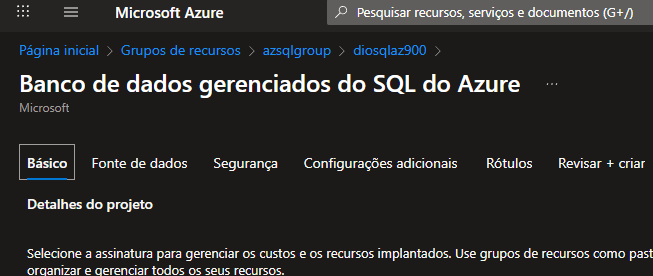 Microsoft Azure
Pesquisar recursos, serviços e documentos (G+/)
Página inicial > Grupos de recursos > azsqlgroup > diosqlaz900 >
Banco de dados gerenciados do SQL do Azure ...
Microsoft
Básico Fonte de dados Segurança Configurações adicionais Rótulos Revisar + criar
Detalhes do projeto
Selecione a assinatura para gerenciar os custos e os recursos implantados. Use grupos de recursos como past
organizar e gerenciar todos os seus recursos.